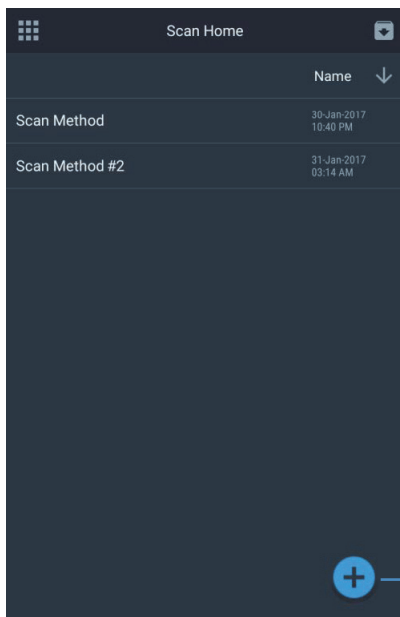 Scan Home
Name
Scan Method
30-Jan-2017
10:40 PM
Scan Method #2
31-Jan-2017
03:14 AM